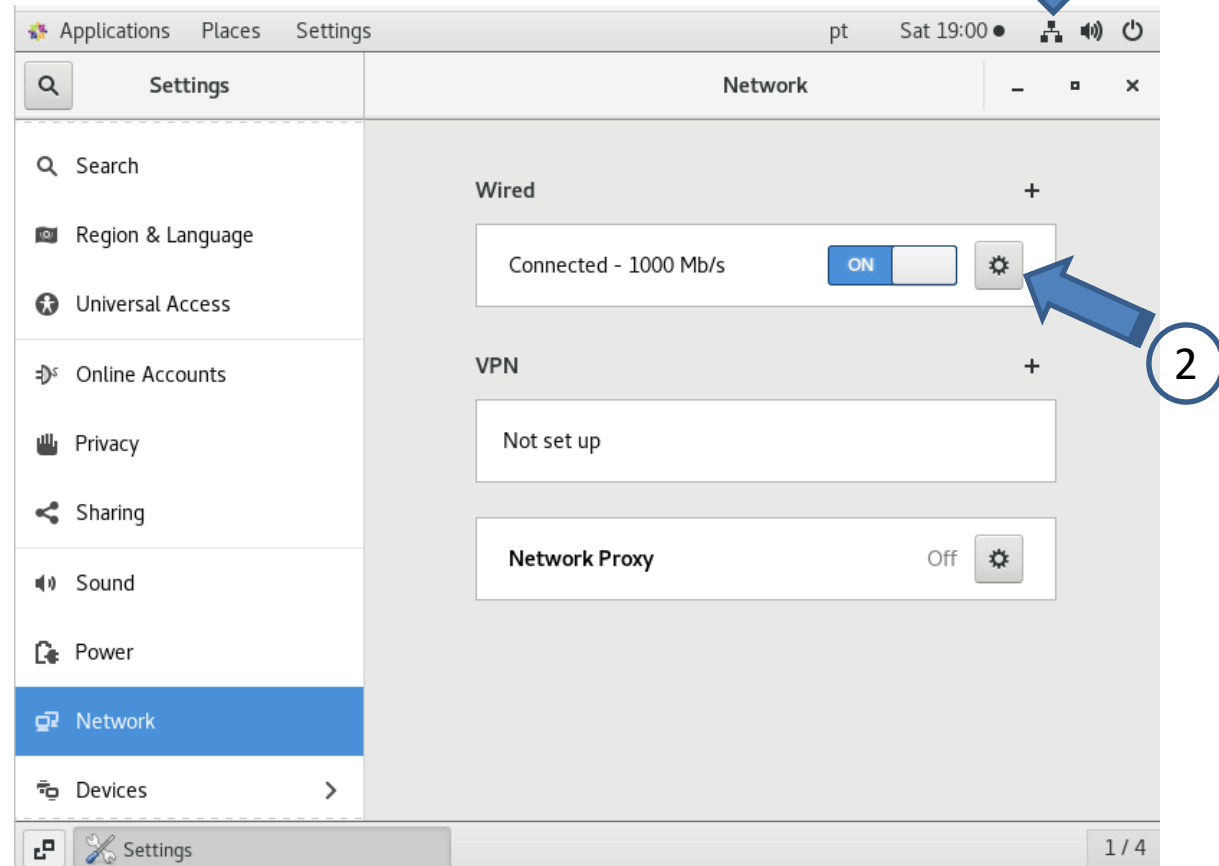 Applications Places Settings pt Sat 19:00
Settings Network
Search
Region & Language
Universal Access
Online Accounts
Privacy
Sharing
Sound
Power
Network
Devices
Wired +
Connected - 1000 Mb/s ON
2
VPN +
Not set up
Network Proxy Off
Settings 1 / 4